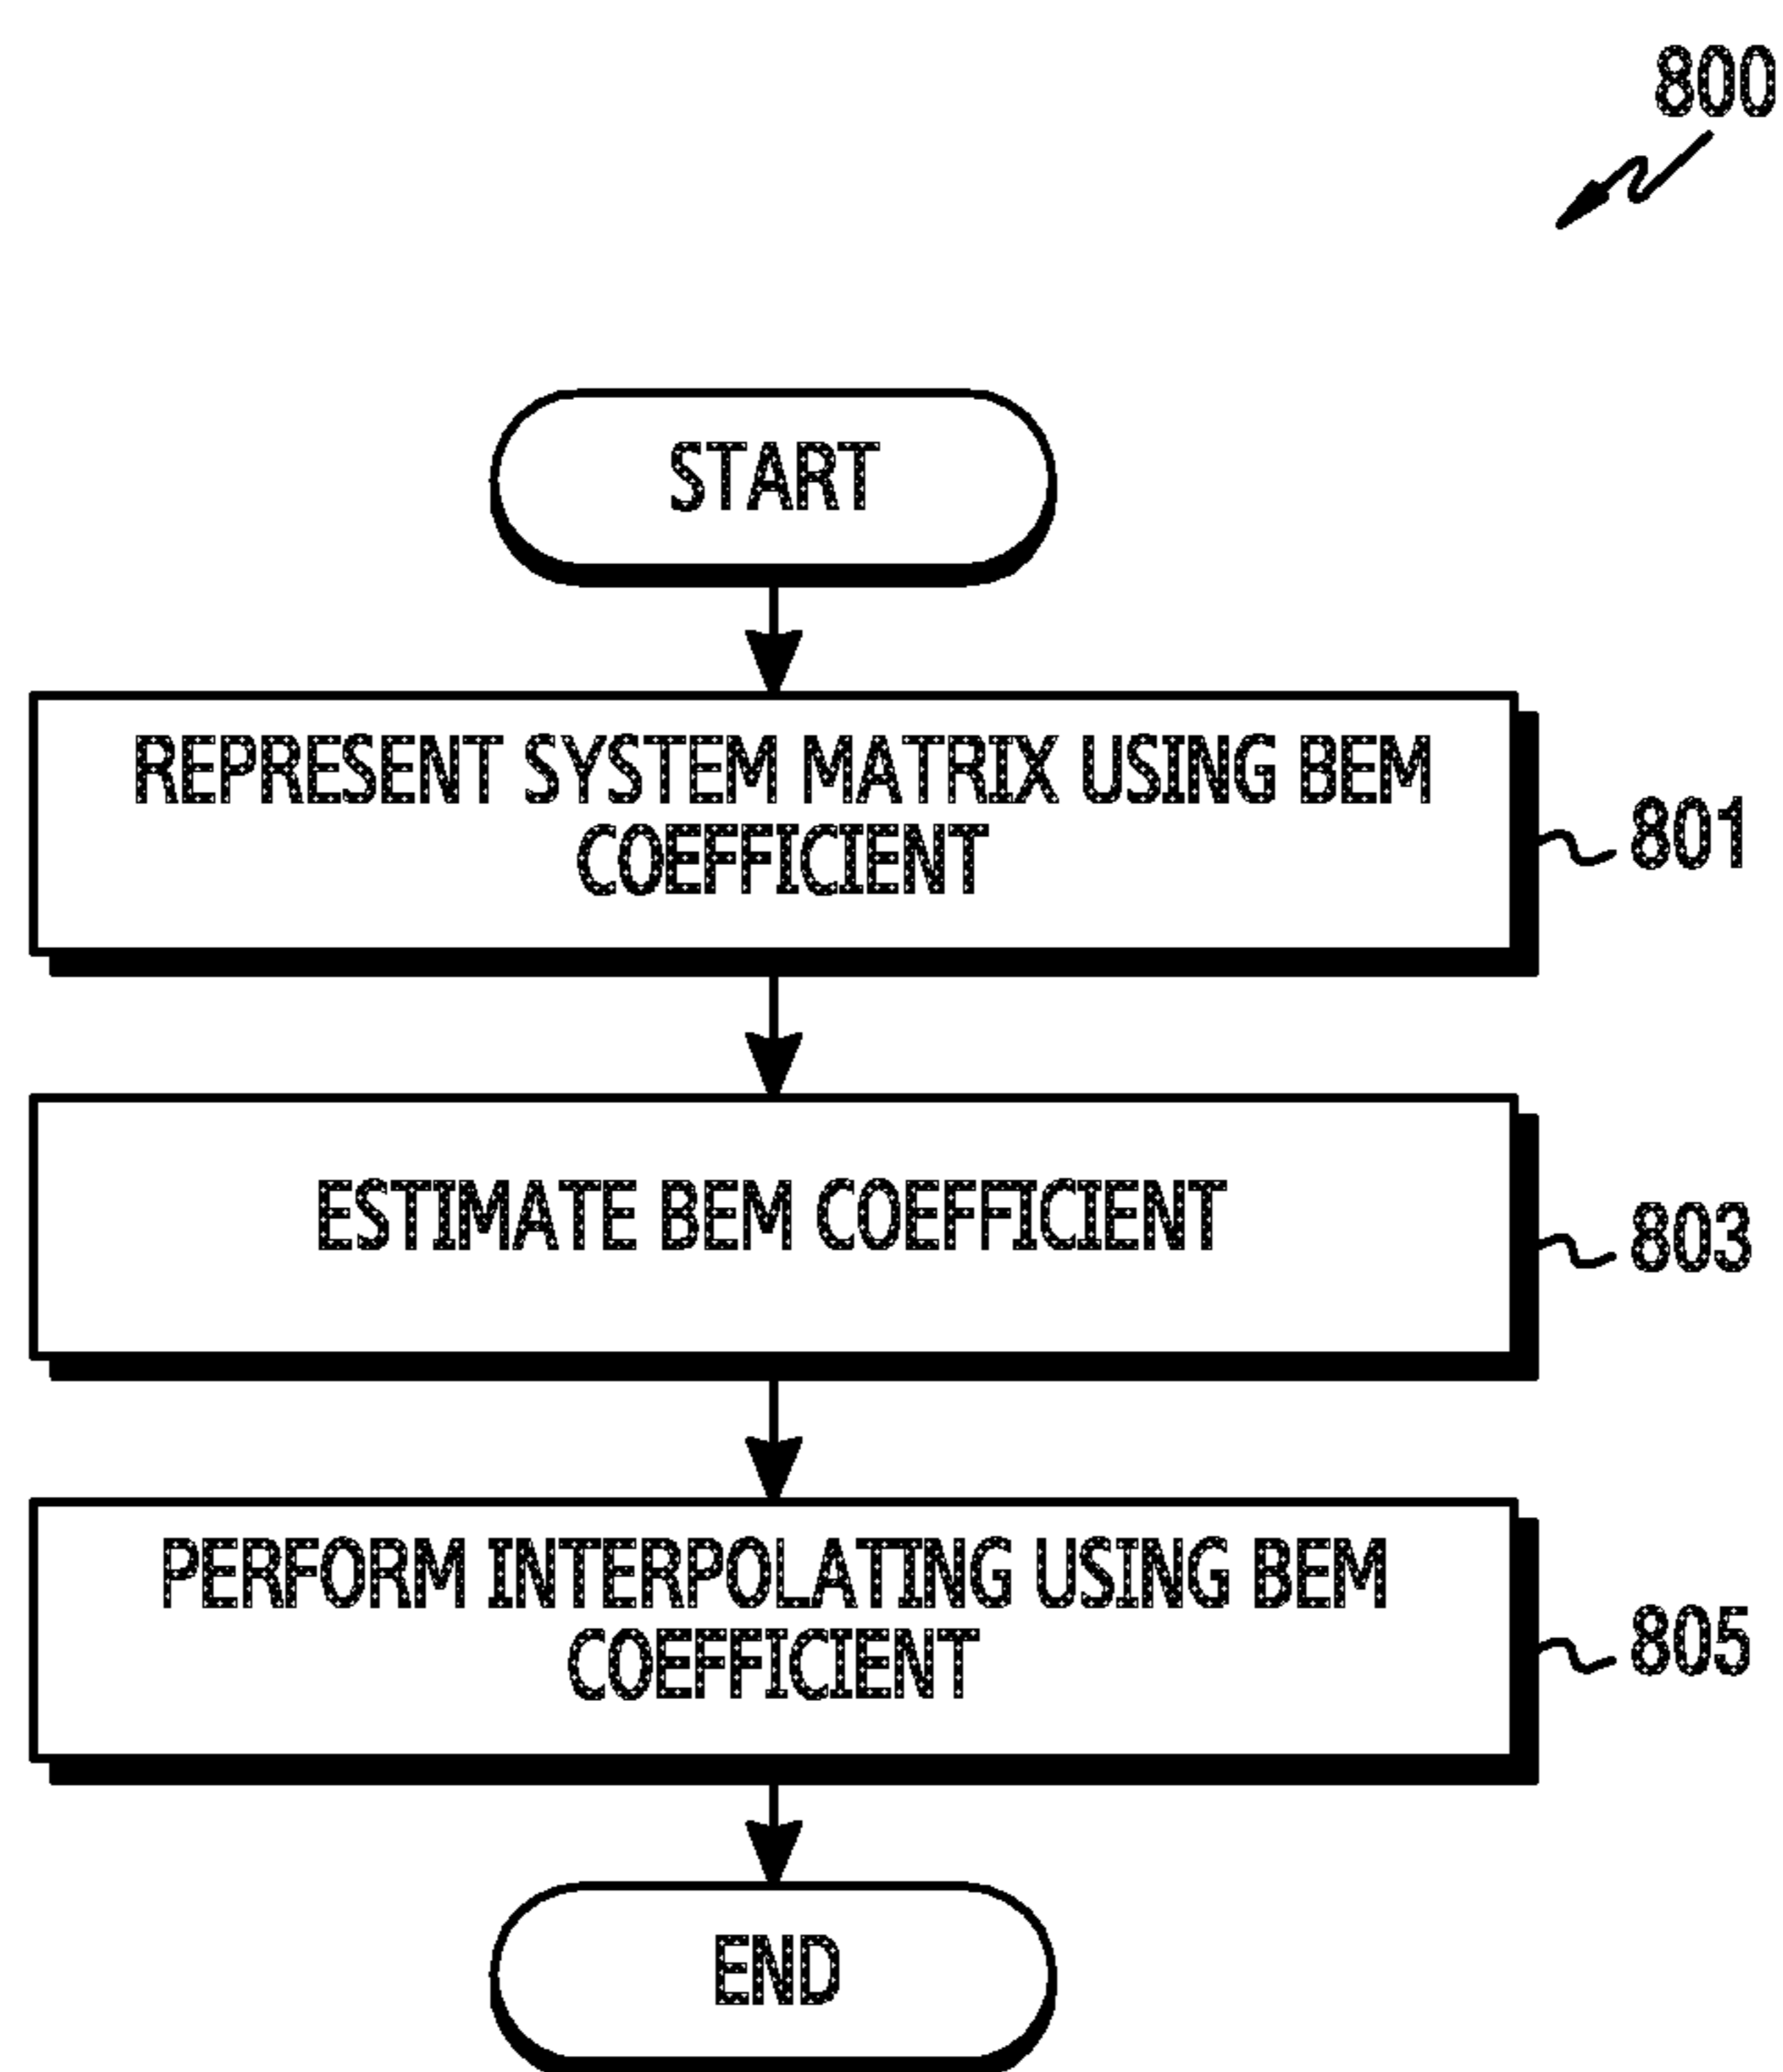 800
START
REPRESENT SYSTEM MATRIX USING BEM
COEFFICIENT
801
ESTIMATE BEM COEFFICIENT
803
PERFORM INTERPOLATING USING BEM
COEFFICIENT
805
END